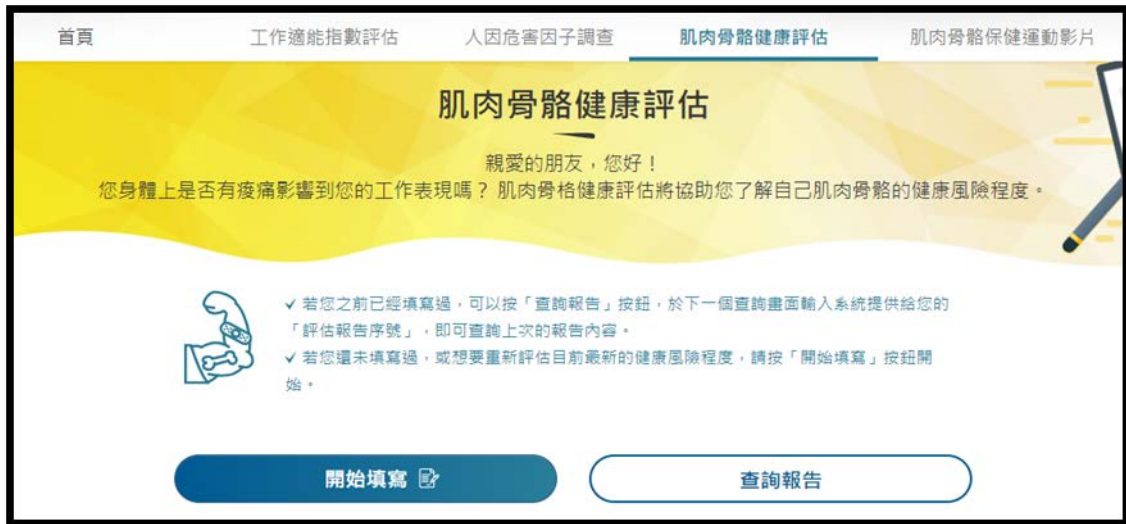 首頁 工作適能指數評估 人因危害因子調查 肌肉骨骼健康評估 肌肉骨骼保健運動影片
肌肉骨骼健康評估
親愛的朋友，您好！
您身體上是否有痠痛影響到您的工作表現嗎？ 肌肉骨格健康評估將協助您了解自己肌肉骨骼的健康風險程度。
✓ 若您之前已經填寫過，可以按「查詢報告」按鈕，於下一個查詢畫面輸入系統提供給您的
「評估報告序號」，即可查詢上次的報告內容。
✓ 若您還未填寫過，或想要重新評估目前最新的健康風險程度，請按「開始填寫」按鈕開
始。
開始填寫 查詢報告